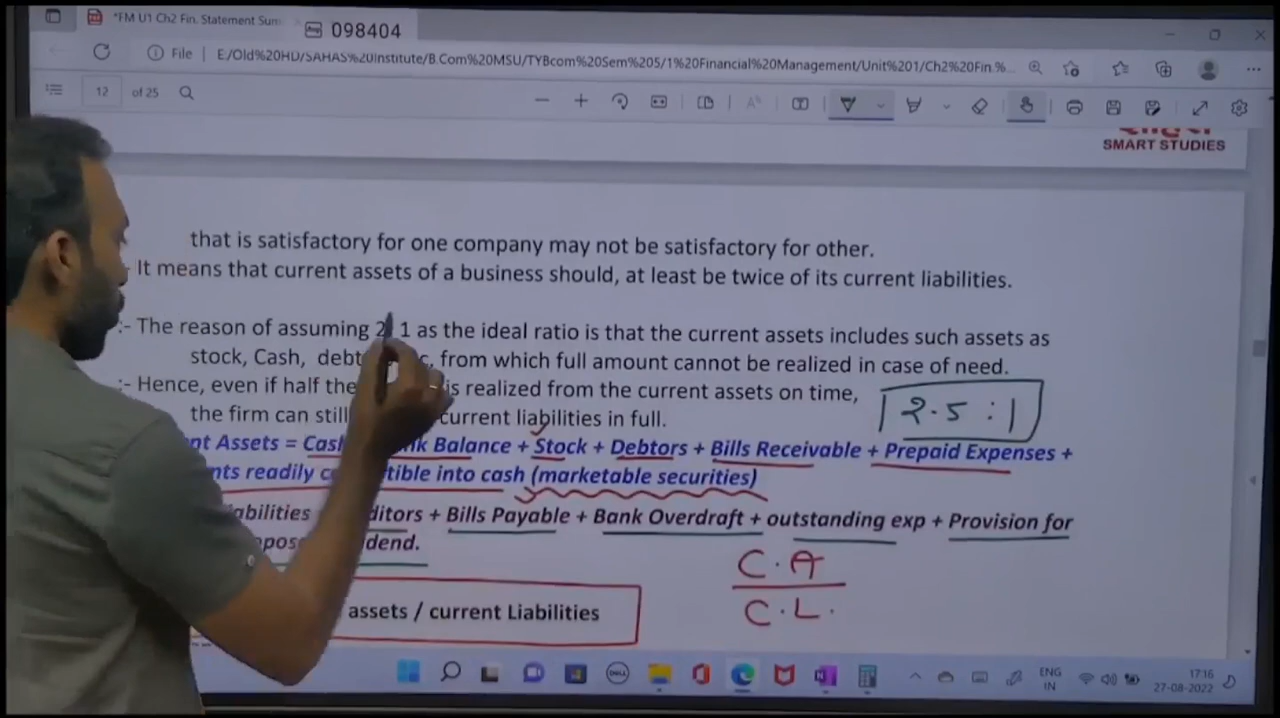 *FM U1 Ch2 Fin. Statement Sum
098404
File | E:/Old%20HD/SAHAS%20Institute/B.Com%20MSU/TYBcom%20Sem%205/1%20Financial%20Management/Unit%201/Ch2%20Fin.%...
12 of 25
SMART STUDIES
that is satisfactory for one company may not be satisfactory for other.
It means that current assets of a business should, at least be twice of its current liabilities.
:- The reason of assuming 2 1 as the ideal ratio is that the current assets includes such assets as
stock, Cash, debt from which full amount cannot be realized in case of need.
:- Hence, even if half the is realized from the current assets on time,
the firm can still current liabilities in full.
2.5 : 1
Assets = Cash Balance + Stock + Debtors + Bills Receivable + Prepaid Expenses +
readily into cash (marketable securities)
+ Bills Payable + Bank Overdraft + outstanding exp + Provision for
C.A
C.L.
assets / current Liabilities
DELL
ENG
IN
17:16
27-08-2022